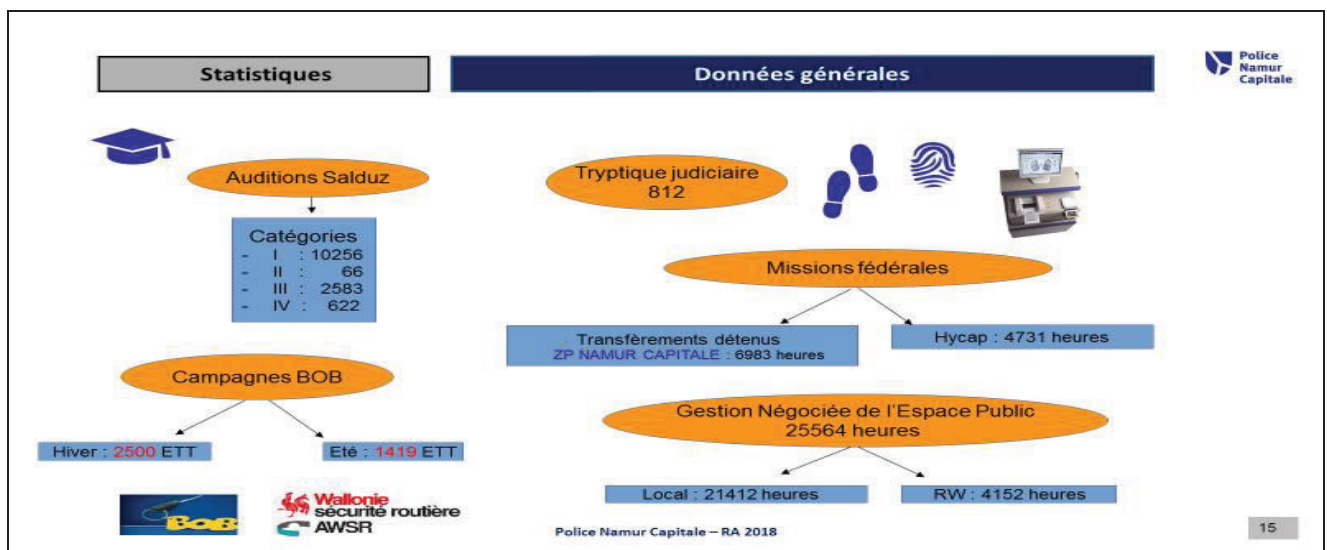 Statistiques
Données générales
Police
Namur
Capitale
Auditions Salduz
Catégories
- I : 10256
- II : 66
- III : 2583
- IV : 622
Tryptique judiciaire
812
Missions fédérales
Transfèrements détenus
ZP NAMUR CAPITALE : 6983 heures
Hycap : 4731 heures
Campagnes BOB
Hiver : 2500 ETT
Eté : 1419 ETT
Gestion Négociée de l'Espace Public
25564 heures
Local : 21412 heures
RW : 4152 heures
BOB
Wallonie
sécurité routière
AWSR
Police Namur Capitale – RA 2018
15